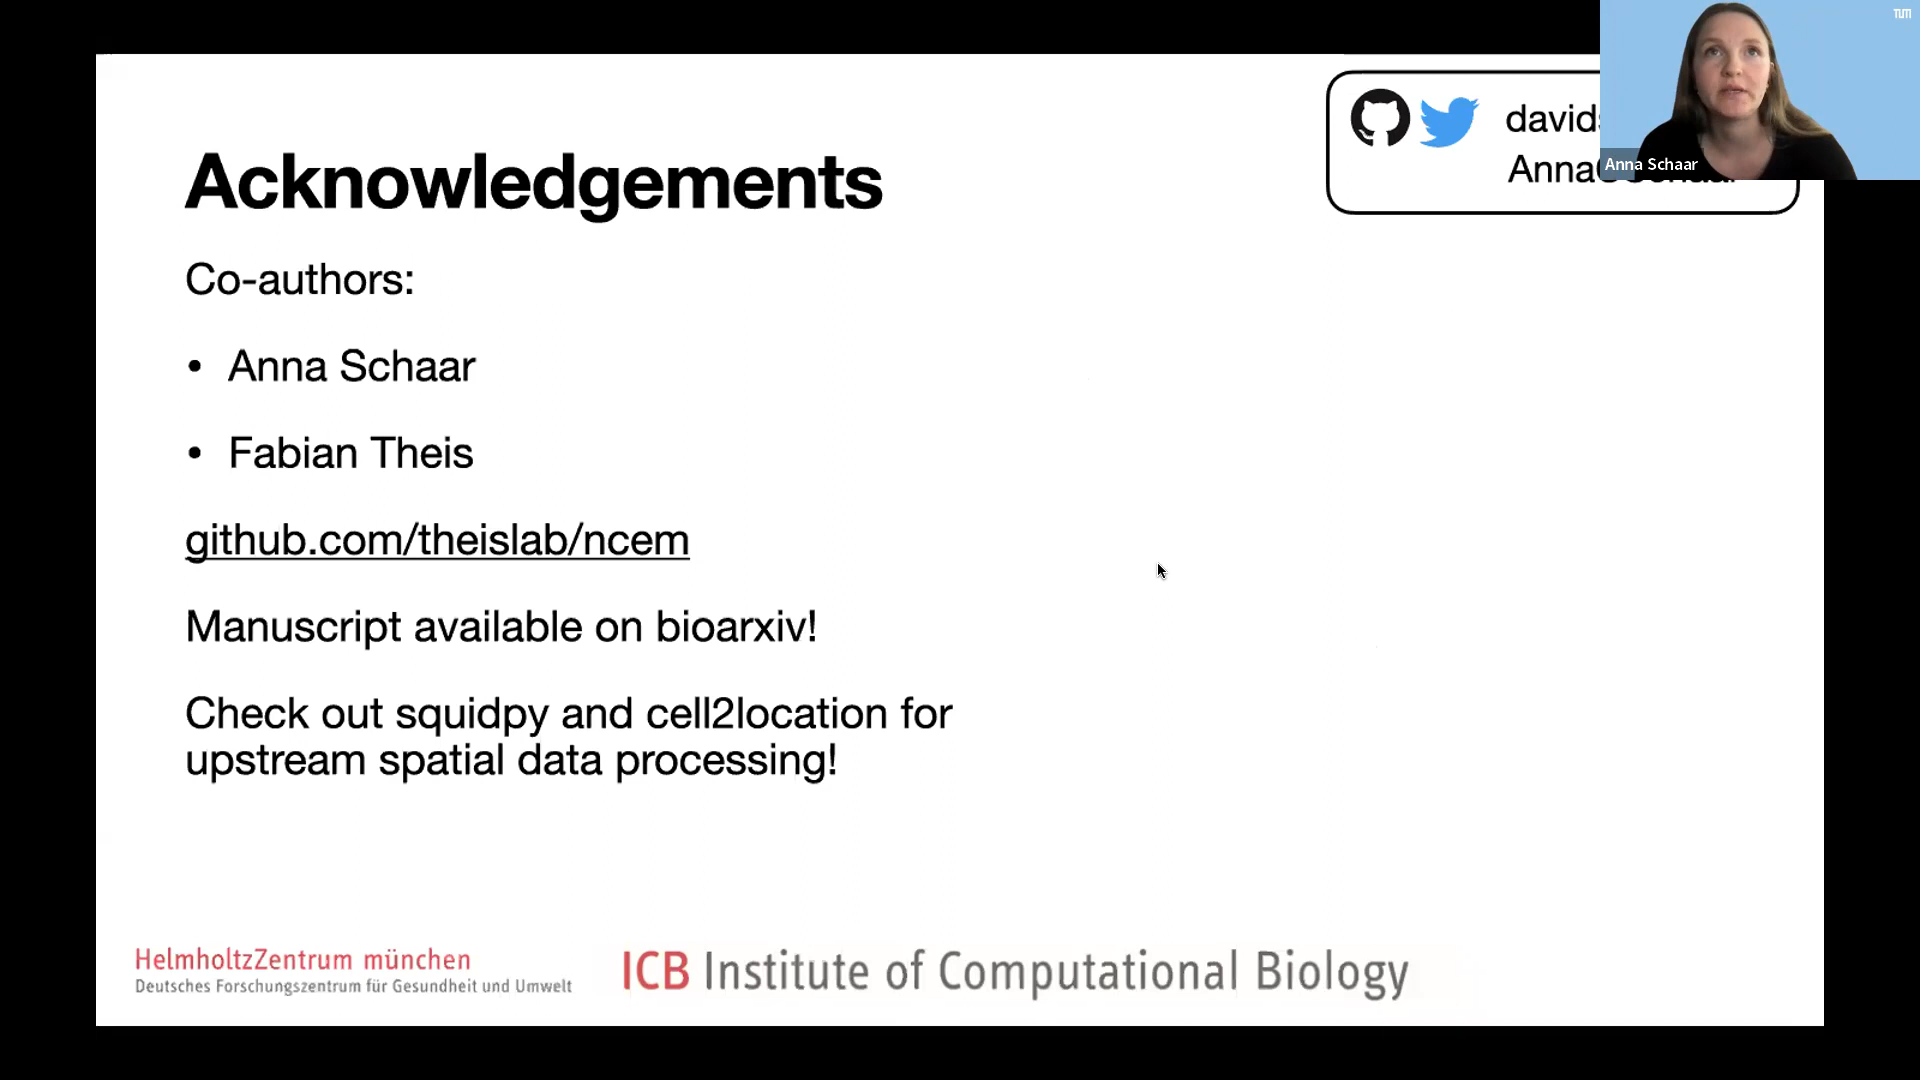 TUM
Anna Schaar
Acknowledgements
Co-authors:
• Anna Schaar
• Fabian Theis
github.com/theislab/ncem
Manuscript available on bioarxiv!
Check out squidpy and cell2location for
upstream spatial data processing!
HelmholtzZentrum münchen
Deutsches Forschungszentrum für Gesundheit und Umwelt
ICB Institute of Computational Biology